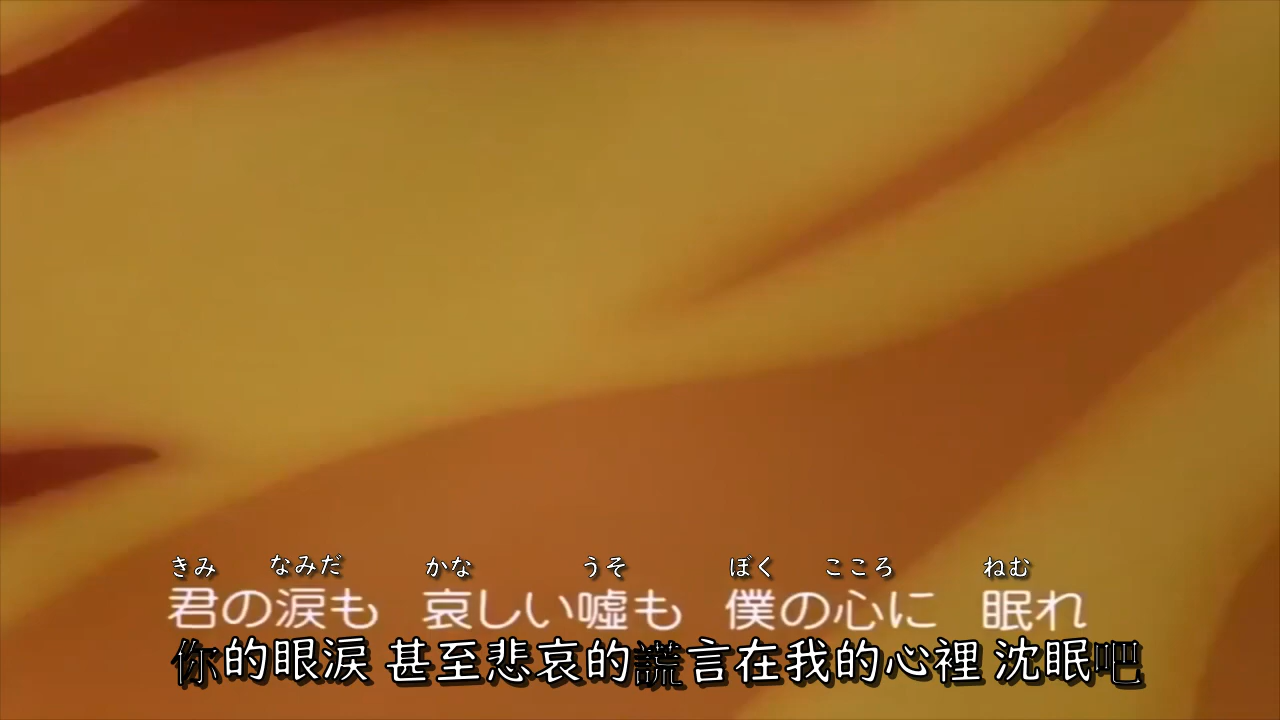 きみ なみだ かな うそ ぼく こころ ねむ
君の涙も 哀しい嘘も 僕の心に 眠れ
你的眼淚 甚至悲哀的謊言在我的心裡 沈眠吧